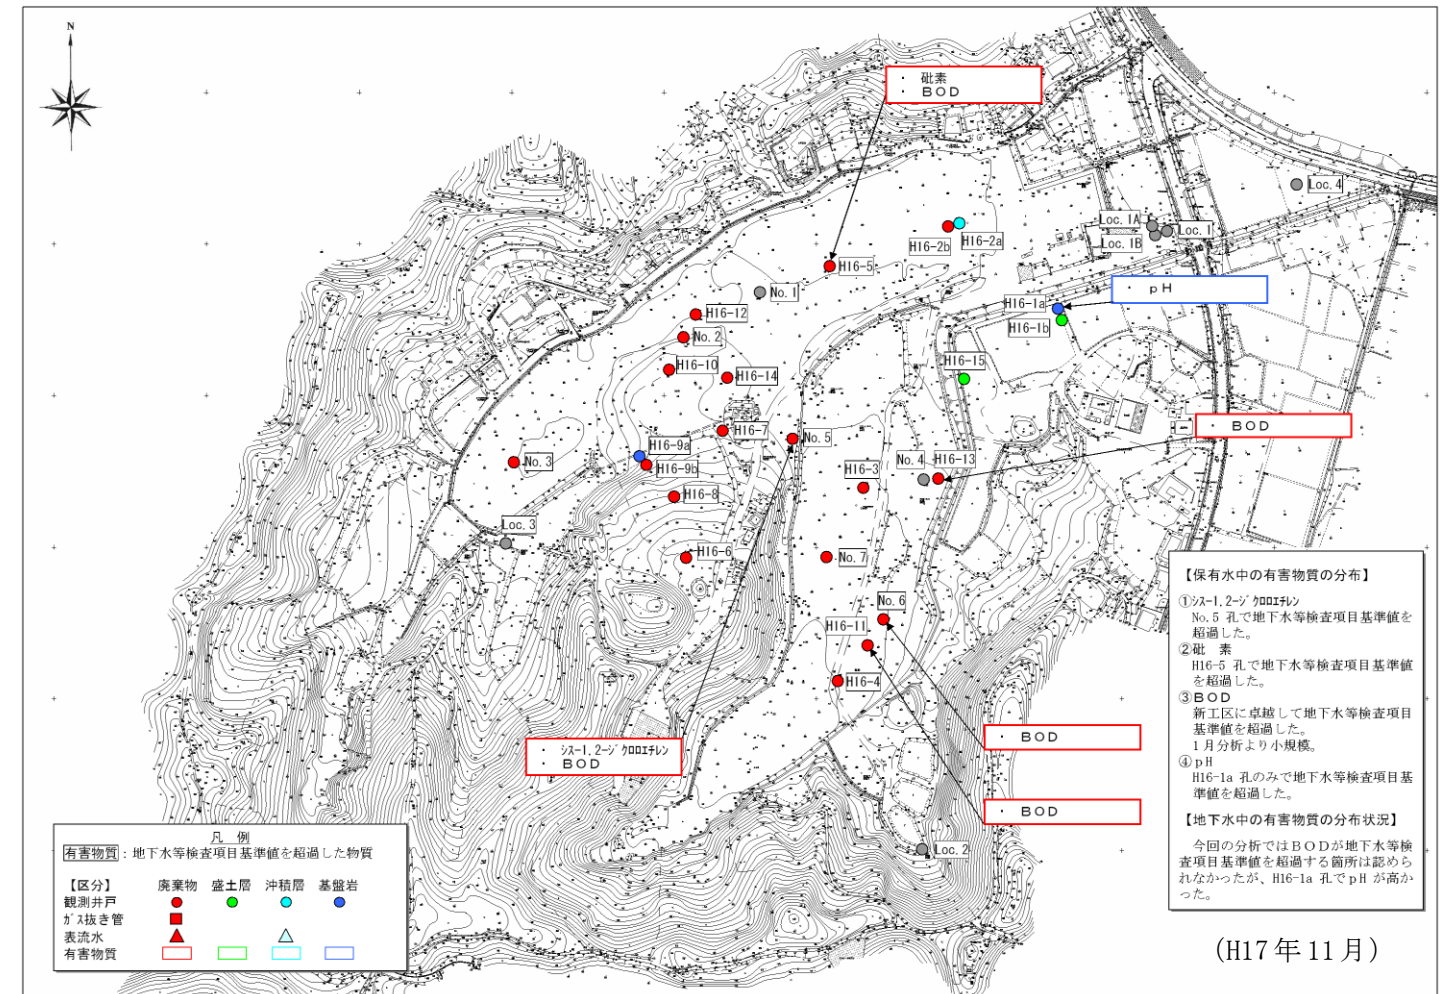 N
・ 砒素
・ BOD
Loc. 4
Loc. 1A
Loc. 1
Loc. 1B
H16-2b
H16-2a
H16-5
No. 1
・ pH
H16-1a
H16-1b
H16-12
No. 2
H16-10
H16-14
H16-15
・ BOD
H16-7
No. 5
H16-9a
H16-9b
No. 3
No. 4
H16-13
H16-3
H16-8
Loc. 3
H16-6
No. 7
No. 6
H16-11
H16-4
・ BOD
・ シス-1.2-ジクロロエチレン
・ BOD
・ BOD
Loc. 2
【保有水中の有害物質の分布】
①シス-1.2-ジクロロエチレン
No.5 孔で地下水等検査項目基準値を
超過した。
②砒 素
H16-5 孔で地下水等検査項目基準値
を超過した。
③BOD
新工区に卓越して地下水等検査項目
基準値を超過した。
1月分析より小規模。
④pH
H16-1a 孔のみで地下水等検査項目基
準値を超過した。
【地下水中の有害物質の分布状況】
今回の分析ではBODが地下水等検
査項目基準値を超過する箇所は認めら
れなかったが、H16-1a 孔でpH が高か
った。
凡 例
有害物質:地下水等検査項目基準値を超過した物質
【区分】 廃棄物 盛土層 沖積層 基盤岩
観測井戸
ガス抜き管
表流水
有害物質
(H17年11月)